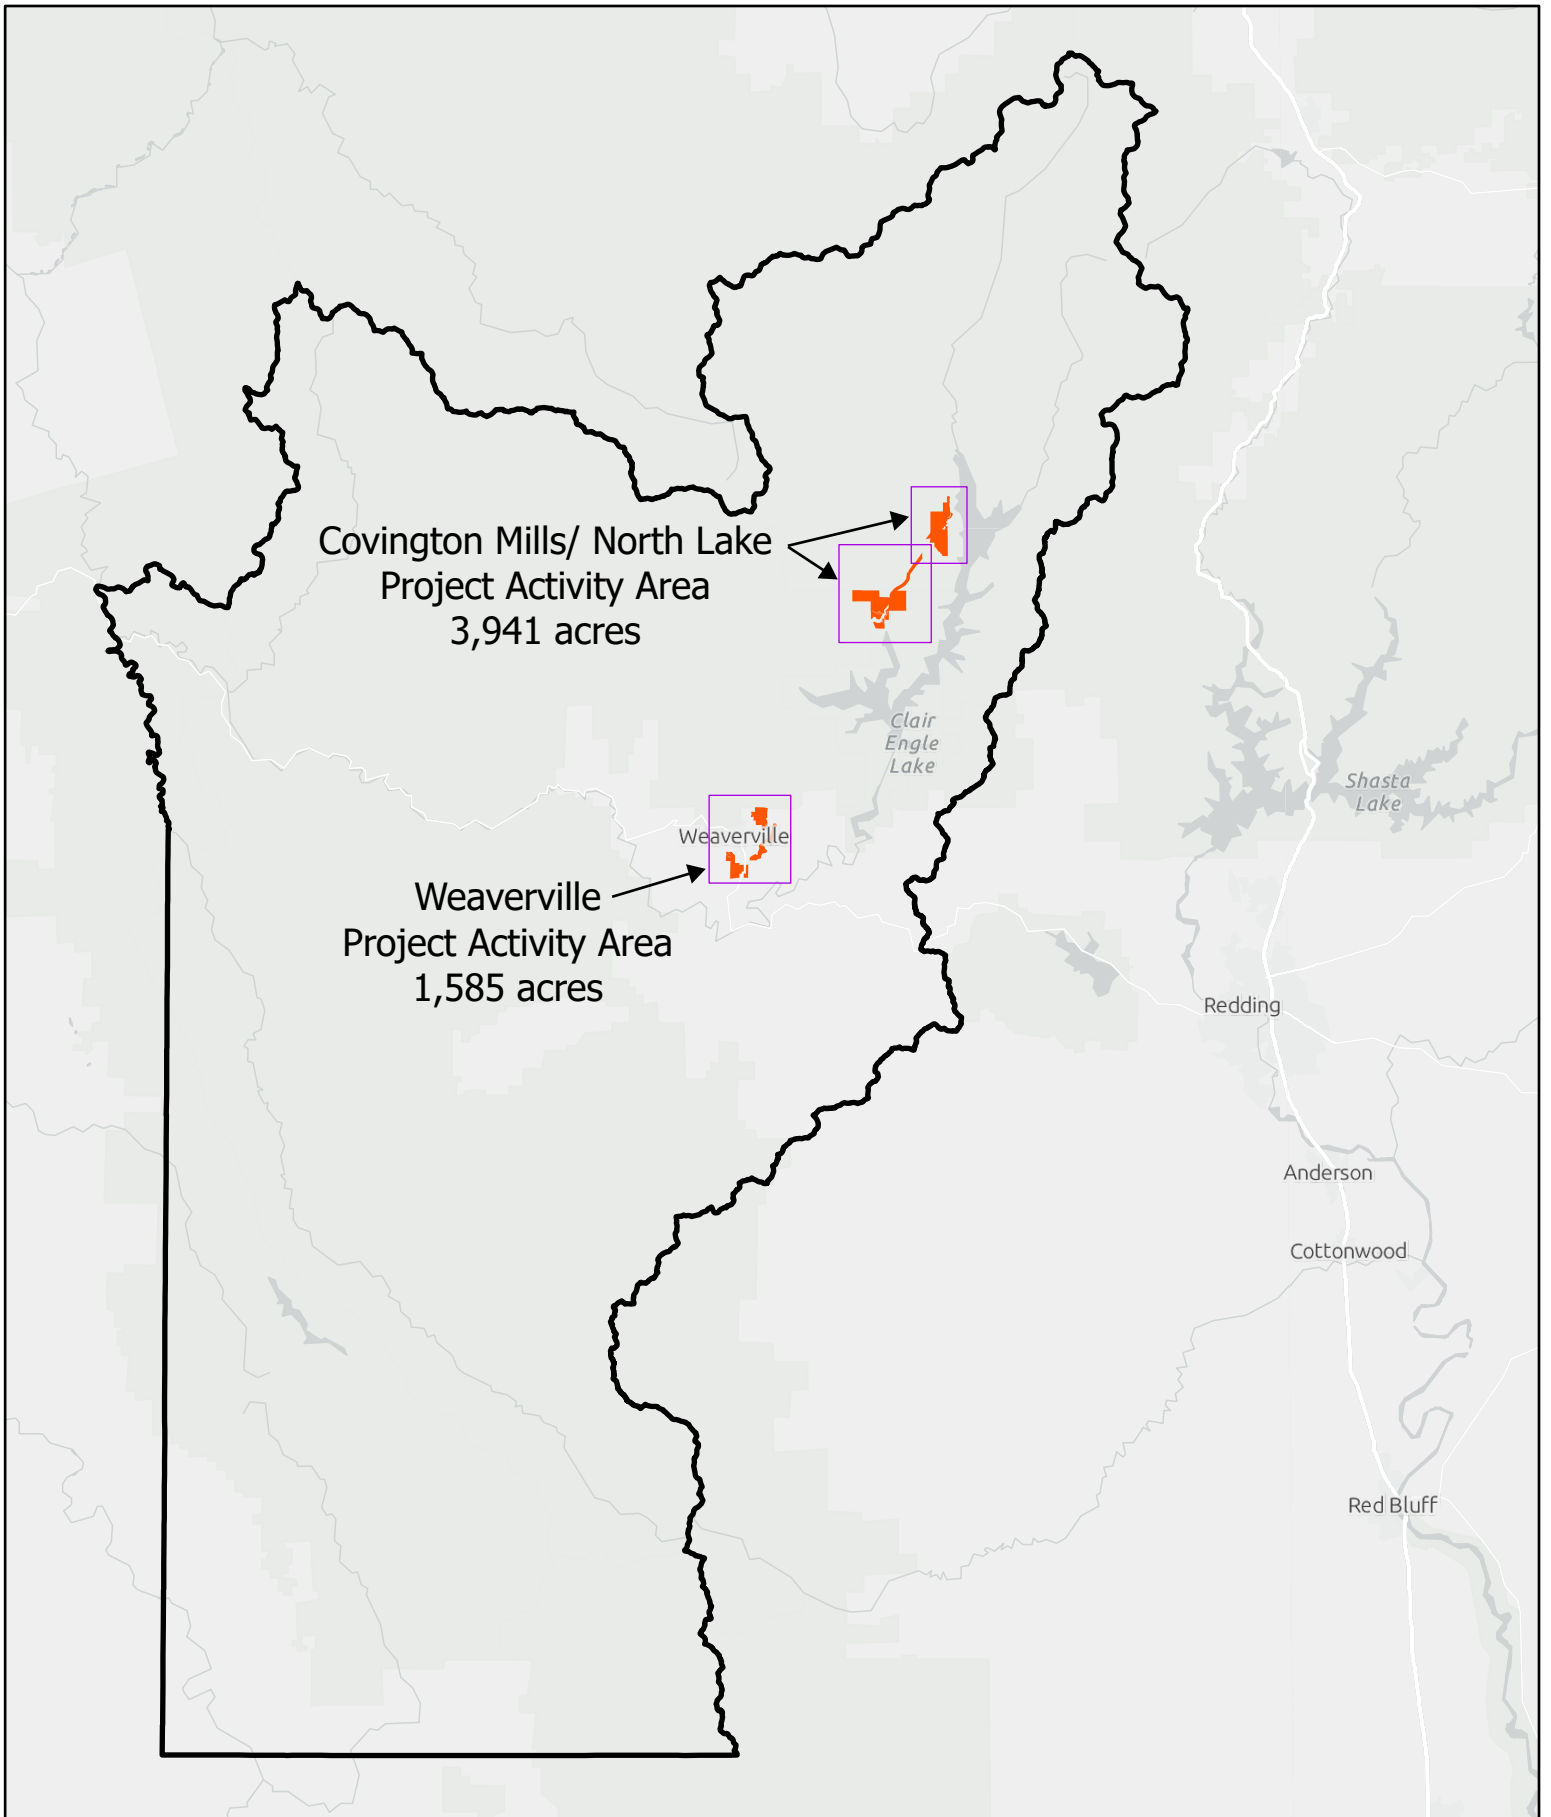 Covington Mills/ North Lake
Project Activity Area
3,941 acres
Clair
Engle
Lake
Shasta
Lake
Weaverville
Weaverville
Project Activity Area
1,585 acres
Redding
Anderson
Cottonwood
Red Bluff